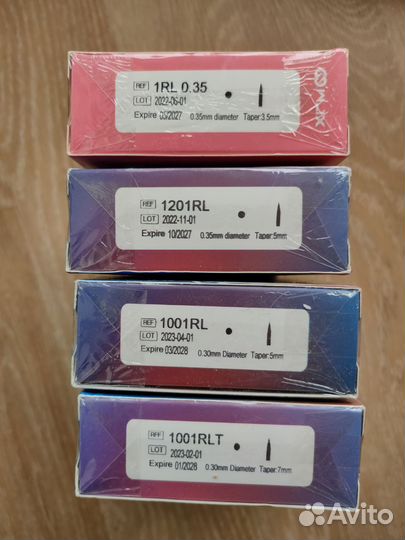 REF 1RL 0.35
LOT 2022-06-01
Expire 05/2027 0.35mm diameter Taper:3.5mm
REF 1201RL
LOT 2022-11-01
Expire 10/2027 0.35mm diameter Taper:5mm
REF 1001RL
LOT 2023-04-01
Expire 03/2028 0.30mm Diameter Taper:5mm
REF 1001RLT
LOT 2023-02-01
Expire 01/2028 0.30mm Diameter Taper:7mm
Avito